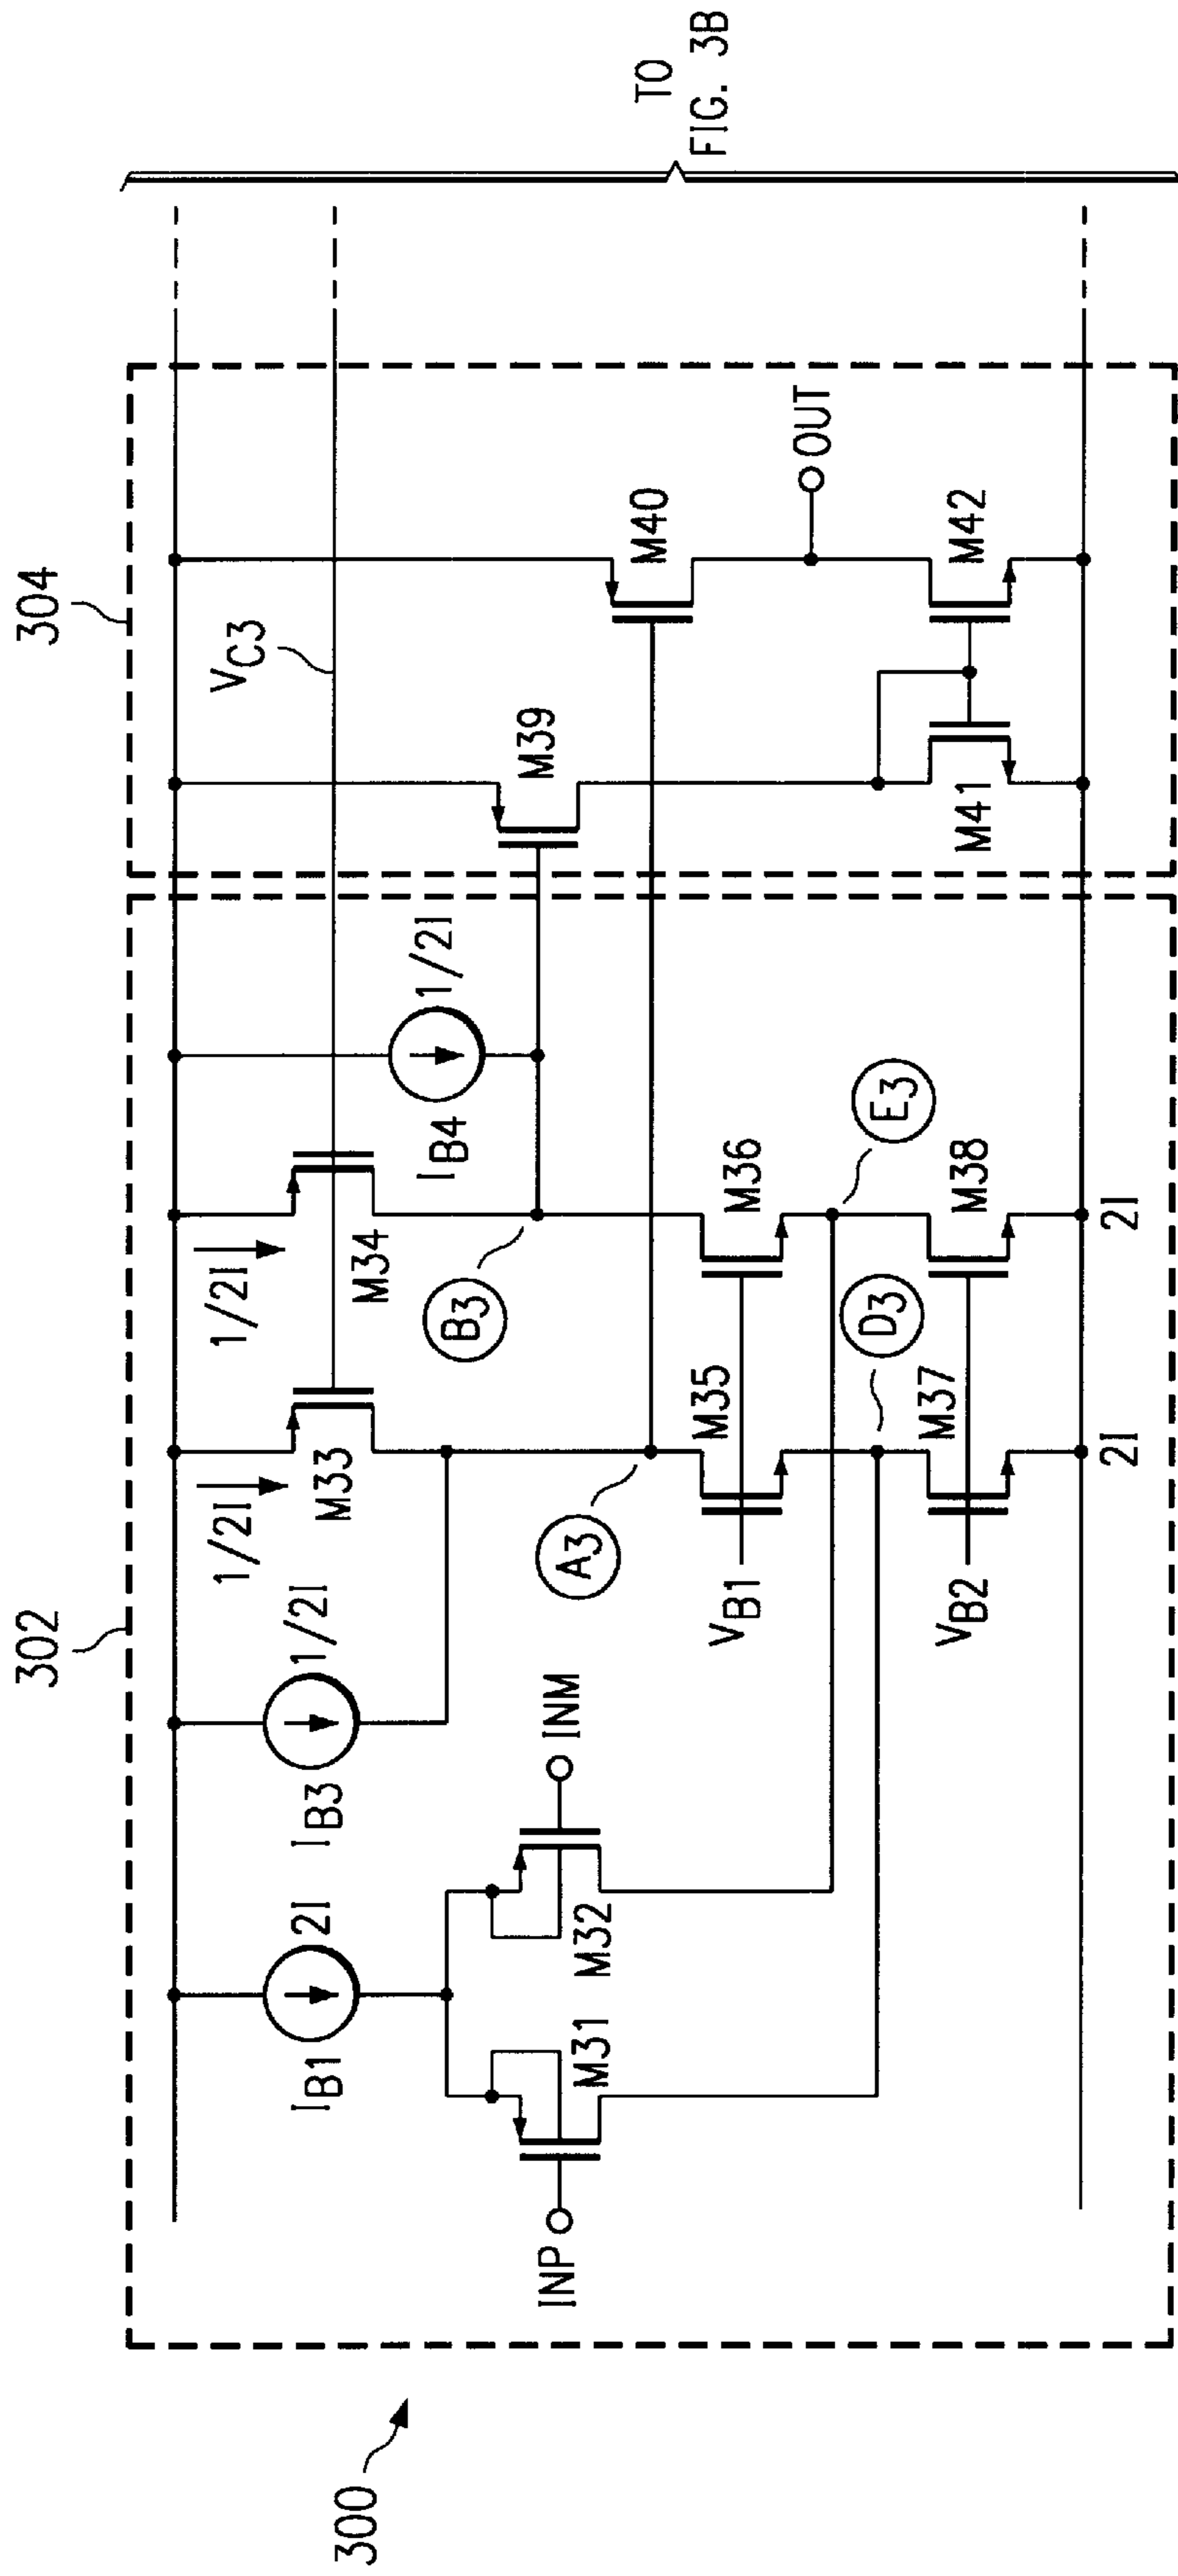 300
302
304
TO
FIG. 3B
INP
M31
IB1
2I
M32
INM
IB3
1/2I
1/2I
M33
1/2I
M34
VC3
IB4
1/2I
A3
B3
M39
M40
OUT
VB1
M35
M36
D3
E3
VB2
M37
M38
M41
M42
2I
2I